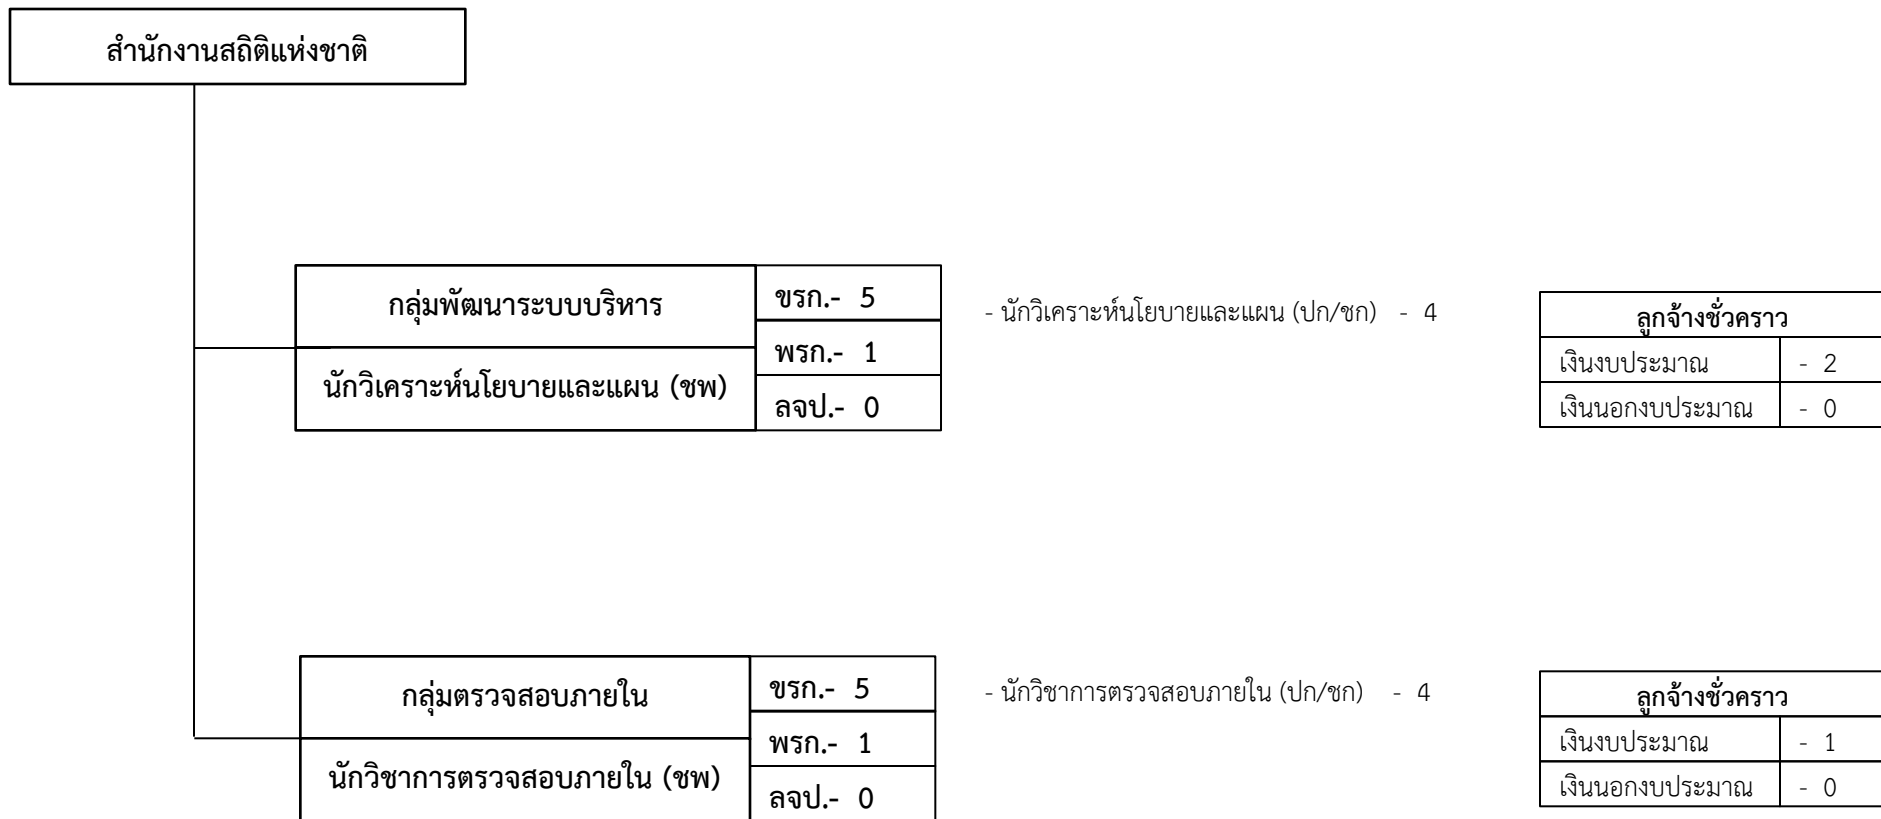 สำนักงานสถิติแห่งชาติ
กลุ่มพัฒนาระบบบริหาร
นักวิเคราะห์นโยบายและแผน (ชพ)
ขรก.- 5
พรก.- 1
ลจป.- 0
- นักวิเคราะห์นโยบายและแผน (ปก/ชก) - 4
ลูกจ้างชั่วคราว
เงินงบประมาณ - 2
เงินนอกงบประมาณ - 0
กลุ่มตรวจสอบภายใน
นักวิชาการตรวจสอบภายใน (ชพ)
ขรก.- 5
พรก.- 1
ลจป.- 0
- นักวิชาการตรวจสอบภายใน (ปก/ชก) - 4
ลูกจ้างชั่วคราว
เงินงบประมาณ - 1
เงินนอกงบประมาณ - 0